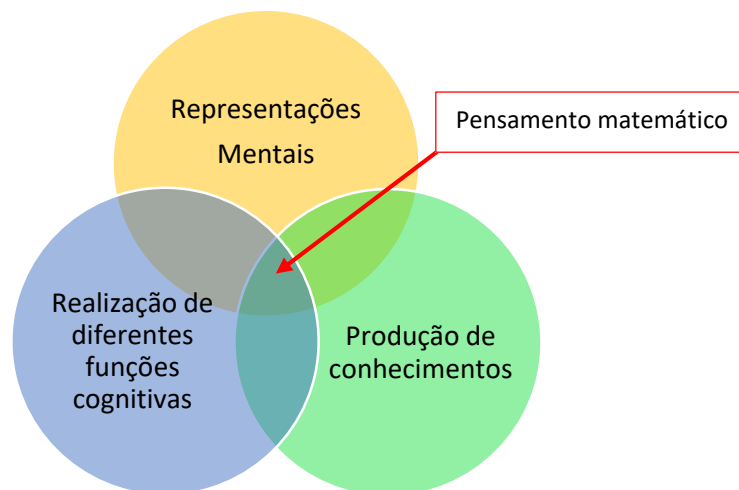 Representações
Mentais
Pensamento matemático
Realização de
diferentes
funções
cognitivas
Produção de
conhecimentos